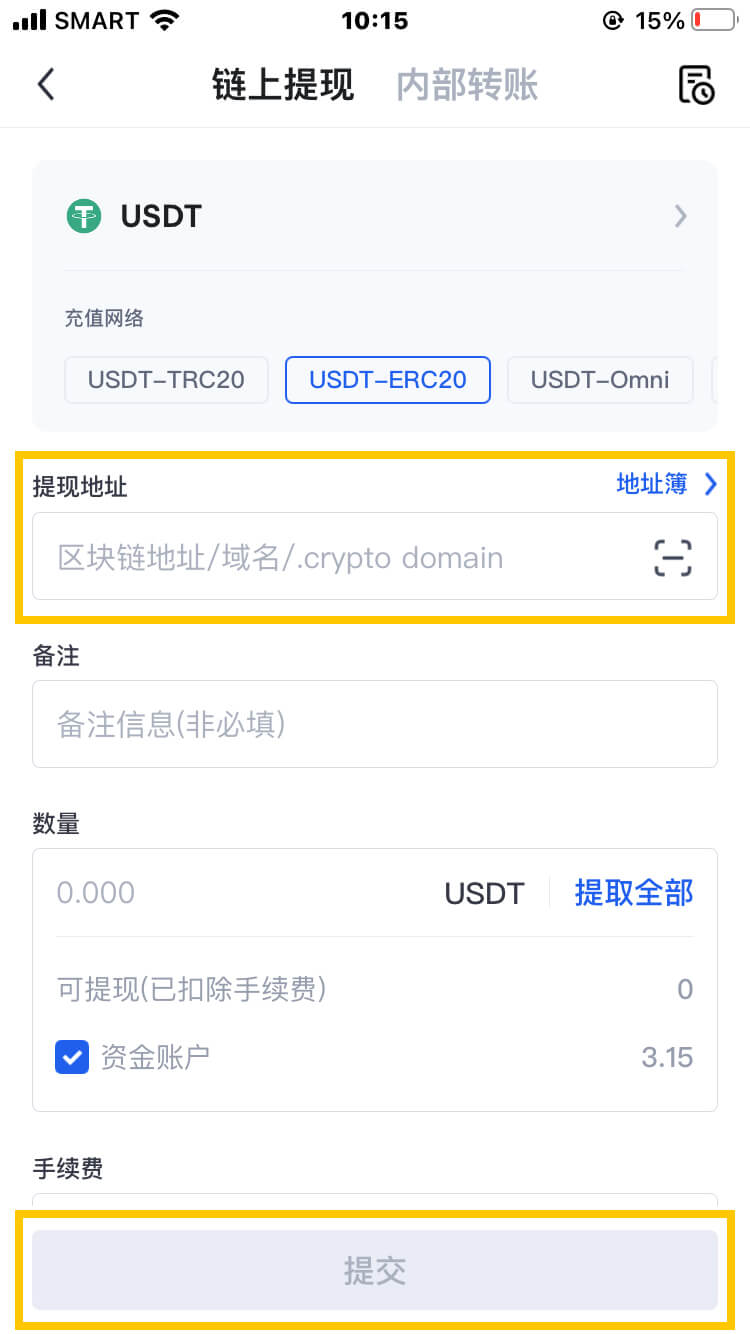 SMART 10:15 15%
链上提现 内部转账
USDT
充值网络
USDT-TRC20 USDT-ERC20 USDT-Omni
提现地址 地址簿
区块链地址/域名/.crypto domain
备注
备注信息(非必填)
数量
0.000 USDT 提取全部
可提现(已扣除手续费) 0
资金账户 3.15
手续费
提交